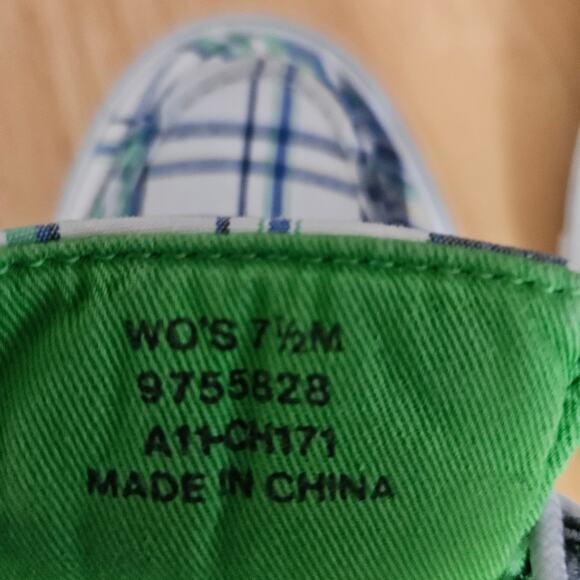 WO'S 7½M
9755828
A11-CH171
MADE IN CHINA